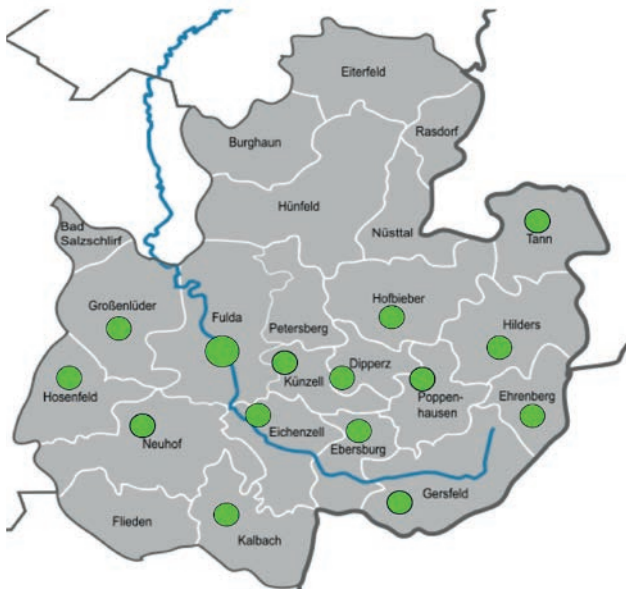 Eiterfeld
Rasdorf
Burghaun
Hünfeld
Bad
Salzschlirf
Nüsttal
Tann
Großenlüder
Fulda
Petersberg
Hofbieber
Hilders
Hosenfeld
Künzell
Dipperz
Poppen-
hausen
Ehrenberg
Neuhof
Eichenzell
Ebersburg
Gersfeld
Flieden
Kalbach